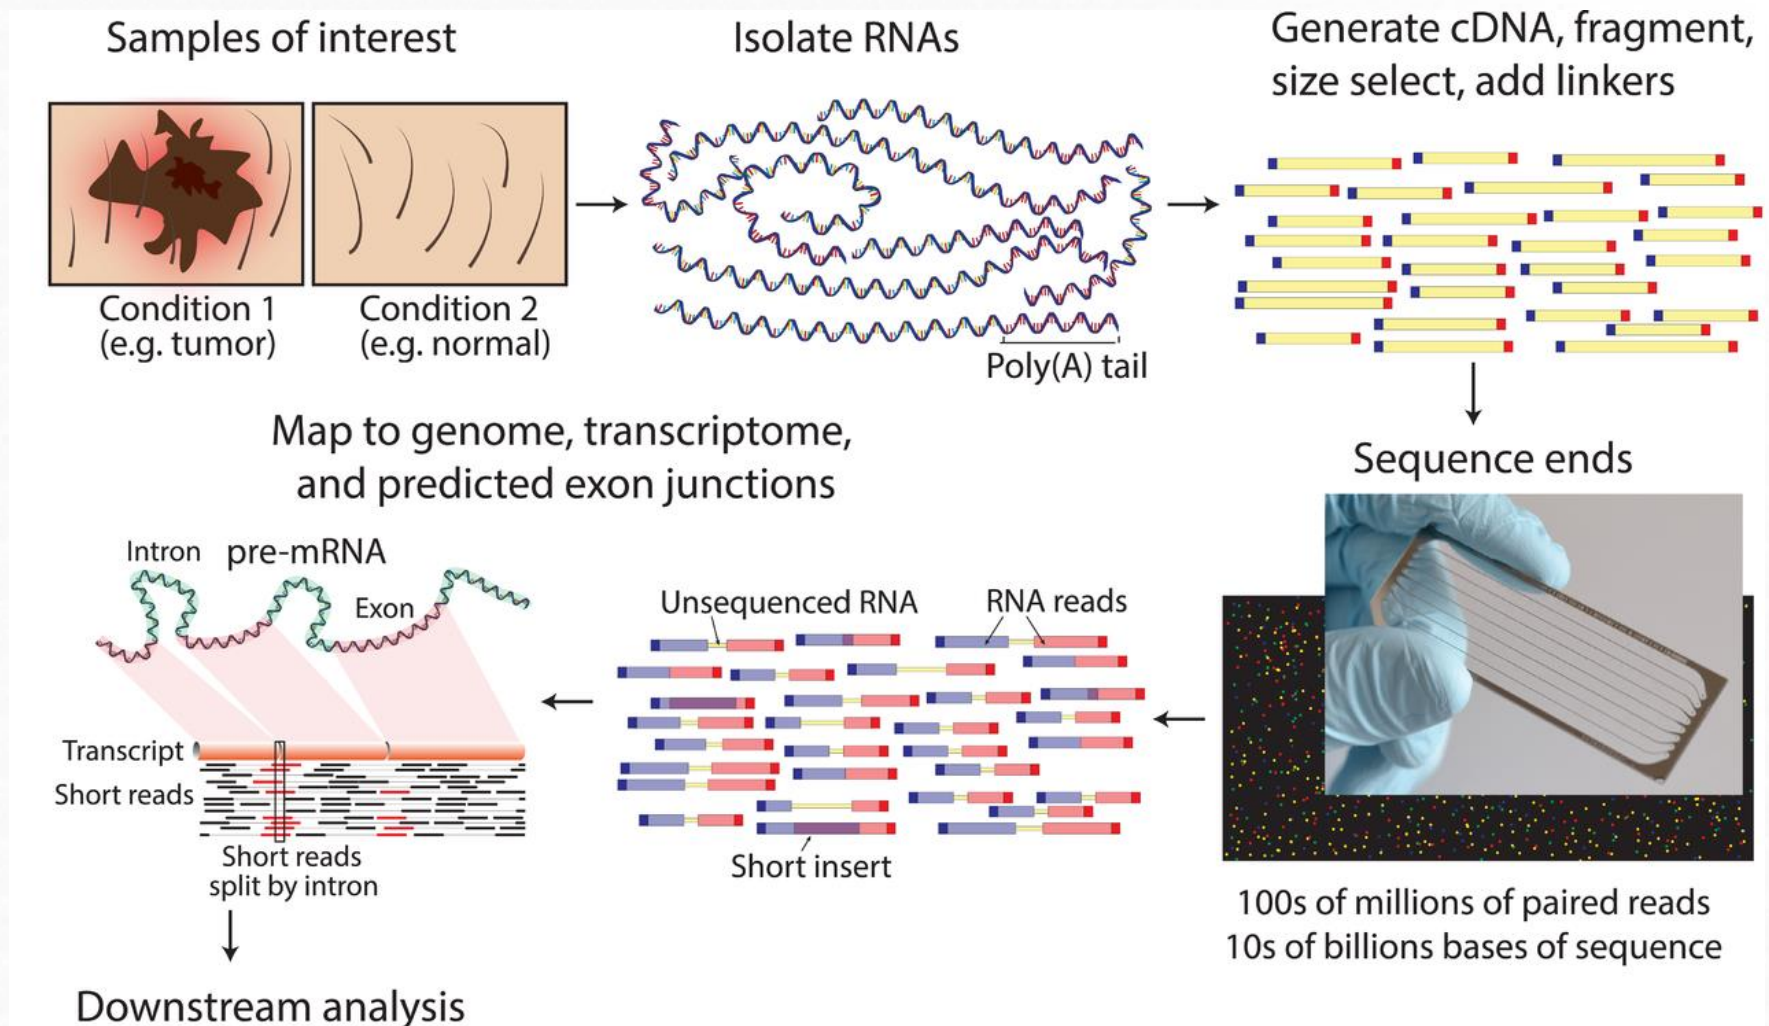 Samples of interest
Condition 1
(e.g. tumor)
Condition 2
(e.g. normal)
Isolate RNAs
Poly(A) tail
Generate cDNA, fragment,
size select, add linkers
Sequence ends
100s of millions of paired reads
10s of billions bases of sequence
Unsequenced RNA
RNA reads
Short insert
Map to genome, transcriptome,
and predicted exon junctions
Intron
pre-mRNA
Exon
Transcript
Short reads
Short reads
split by intron
Downstream analysis